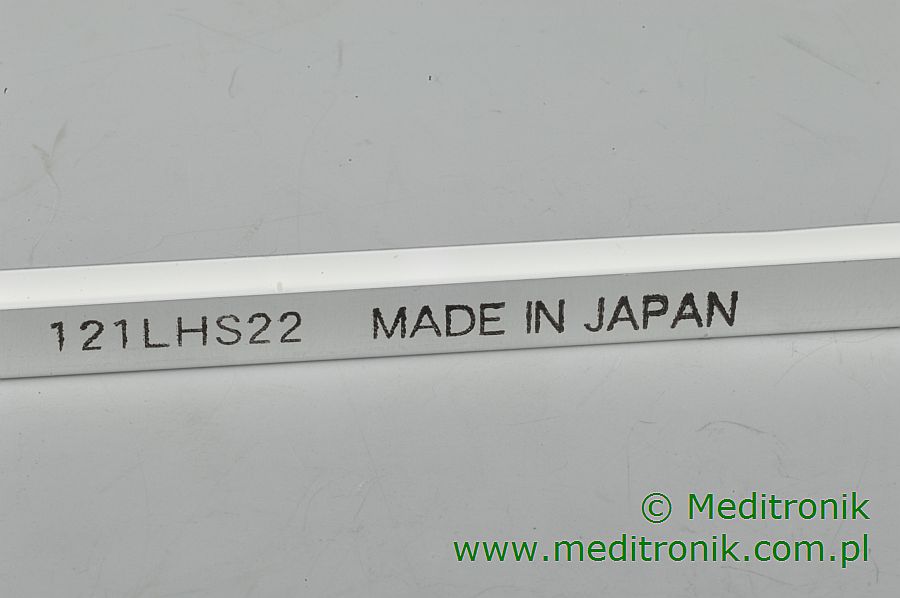 121LHS22 MADE IN JAPAN
© Meditronik
www.meditronik.com.pl